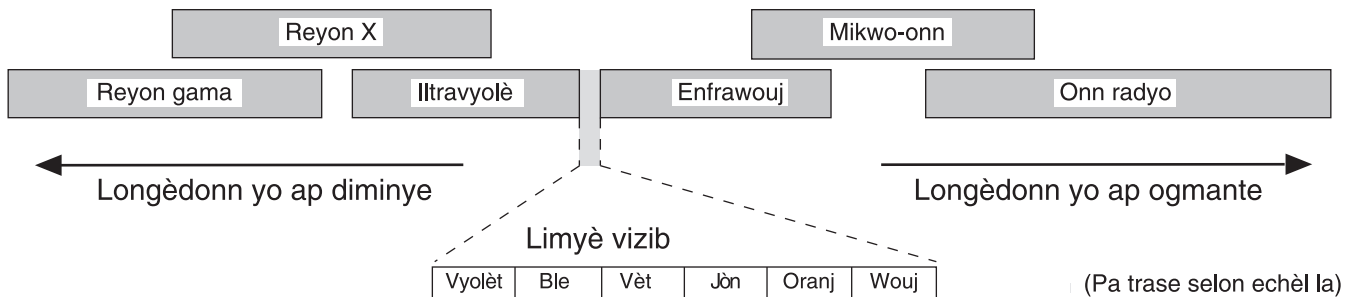 Reyon X Mikwo-onn
Reyon gama Iltravyolè Enfrawouj Onn radyo
Longèdonn yo ap diminye Longèdonn yo ap ogmante
Limyè vizib
Vyolèt Ble Vèt Jòn Oranj Wouj (Pa trase selon echèl la)